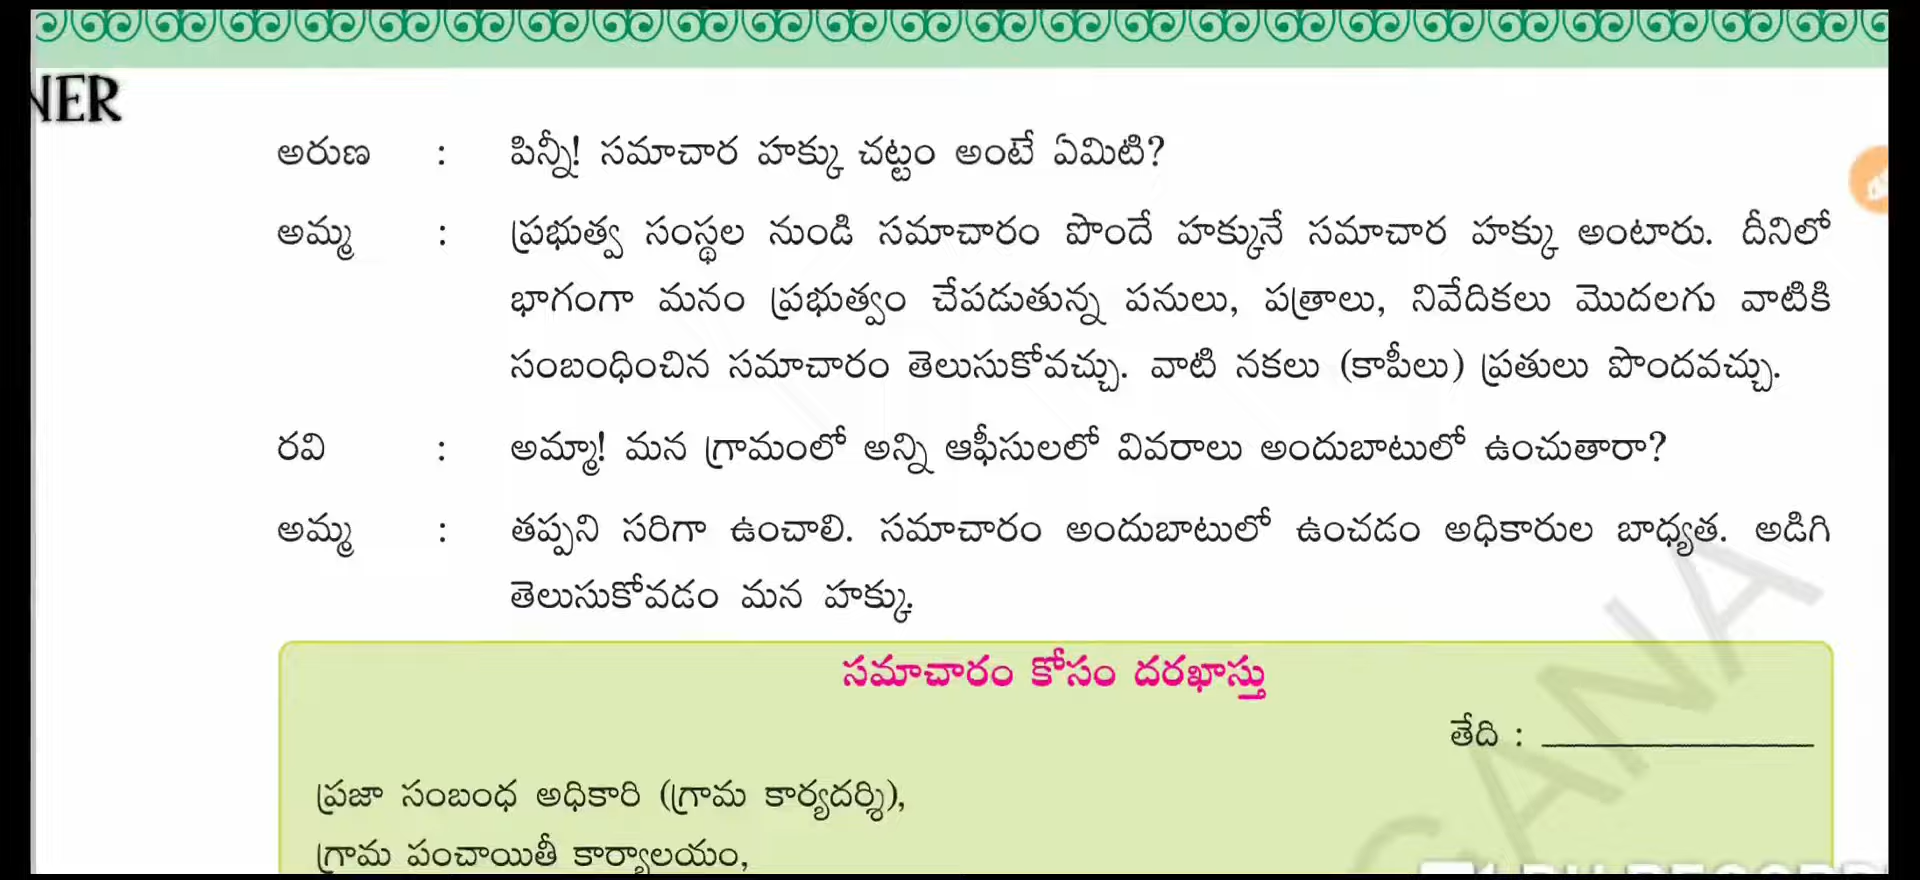 NER
అరుణ : పిన్నీ! సమాచార హక్కు చట్టం అంటే ఏమిటి?
అమ్మ : ప్రభుత్వ సంస్థల నుండి సమాచారం పొందే హక్కునే సమాచార హక్కు అంటారు. దీనిలో
భాగంగా మనం ప్రభుత్వం చేపడుతున్న పనులు, పత్రాలు, నివేదికలు మొదలగు వాటికి
సంబంధించిన సమాచారం తెలుసుకోవచ్చు. వాటి నకలు (కాపీలు) ప్రతులు పొందవచ్చు.
రవి : అమ్మా! మన గ్రామంలో అన్ని ఆఫీసులలో వివరాలు అందుబాటులో ఉంచుతారా?
అమ్మ : తప్పని సరిగా ఉంచాలి. సమాచారం అందుబాటులో ఉంచడం అధికారుల బాధ్యత. అడిగి
తెలుసుకోవడం మన హక్కు.
సమాచారం కోసం దరఖాస్తు
తేది :
ప్రజా సంబంధ అధికారి (గ్రామ కార్యదర్శి),
గ్రామ పంచాయితీ కార్యాలయం,
GANA